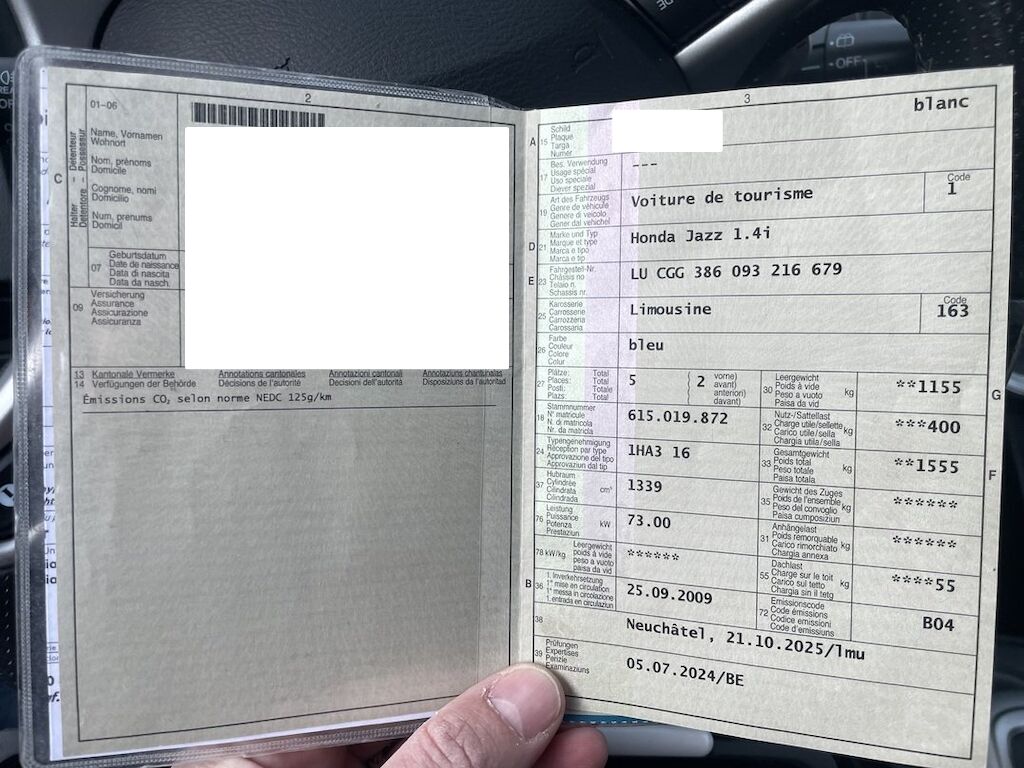 2
01-06
Halter - Détenteur
Detentore - Possessur
C
Name, Vornamen
Wohnort
Nom, prénoms
Domicile
Cognome, nomi
Domicilio
Num, prenums
Domicil
07
Geburtsdatum
Date de naissance
Data di nascita
Data da nasch.
09
Versicherung
Assurance
Assicurazione
Assicuranza
13 Kantonale Vermerke Annotations cantonales Annotazioni cantonali Annotaziuns chantunalas
14 Verfügungen der Behörde Décisions de l'autorité Decisioni dell'autorità Disposiziuns da l'autoritad
Émissions CO₂ selon norme NEDC 125g/km
3
blanc
A 15
Schild
Plaque
Targa
Numer
17
Bes. Verwendung
Usage spécial
Uso speciale
Diever spezial
---
19
Art des Fahrzeugs
Genre de véhicule
Genere di veicolo
Gener dal vehichel
Voiture de tourisme
Code
1
D 21
Marke und Typ
Marque et type
Marca e tipo
Marca e tip
Honda Jazz 1.4i
E 23
Fahrgestell-Nr.
Châssis no
Telaio n.
Schassis nr.
LU CGG 386 093 216 679
25
Karosserie
Carrosserie
Carrozzeria
Carossaria
Limousine
Code
163
26
Farbe
Couleur
Colore
Colur
bleu
27
Plätze: Total
Places: Total
Posti: Totale
Plazs: Total
5
2
vorne)
avant)
anteriori)
davant)
30
Leergewicht
Poids à vide
Peso a vuoto
Paisa da vid
kg
**1155
G
18
Stammnummer
N° matricule
N. di matricola
Nr. da matricla
615.019.872
32
Nutz-/Sattellast
Charge utile/sellette
Carico utile/sella
Chargia utila/sella
kg
***400
24
Typengenehmigung
Réception par type
Approvazione del tipo
Approvaziun dal tip
1HA3 16
33
Gesamtgewicht
Poids total
Peso totale
Paisa totala
kg
**1555
F
37
Hubraum
Cylindrée
Cilindrata
Cilindrada
cm³
1339
35
Gewicht des Zuges
Poids de l'ensemble
Peso del convoglio
Paisa cumposiziun
kg
******
76
Leistung
Puissance
Potenza
Prestaziun
kW
73.00
31
Anhängelast
Poids remorquable
Carico rimorchiato
Chargia annexa
kg
******
78 kW/kg
Leergewicht
poids à vide
peso a vuoto
paisa da vid
******
55
Dachlast
Charge sur le toit
Carico sul tetto
Chargia sin il tetg
kg
****55
B 36
1. Inverkehrsetzung
1re mise en circulation
1a messa in circolazione
1. entrada en circulaziun
25.09.2009
72
Emissionscode
Code émissions
Codice emissioni
Code d'emissiuns
B04
38
Neuchâtel, 21.10.2025/lmu
39
Prüfungen
Expertises
Perizie
Examinaziuns
05.07.2024/BE
OFF